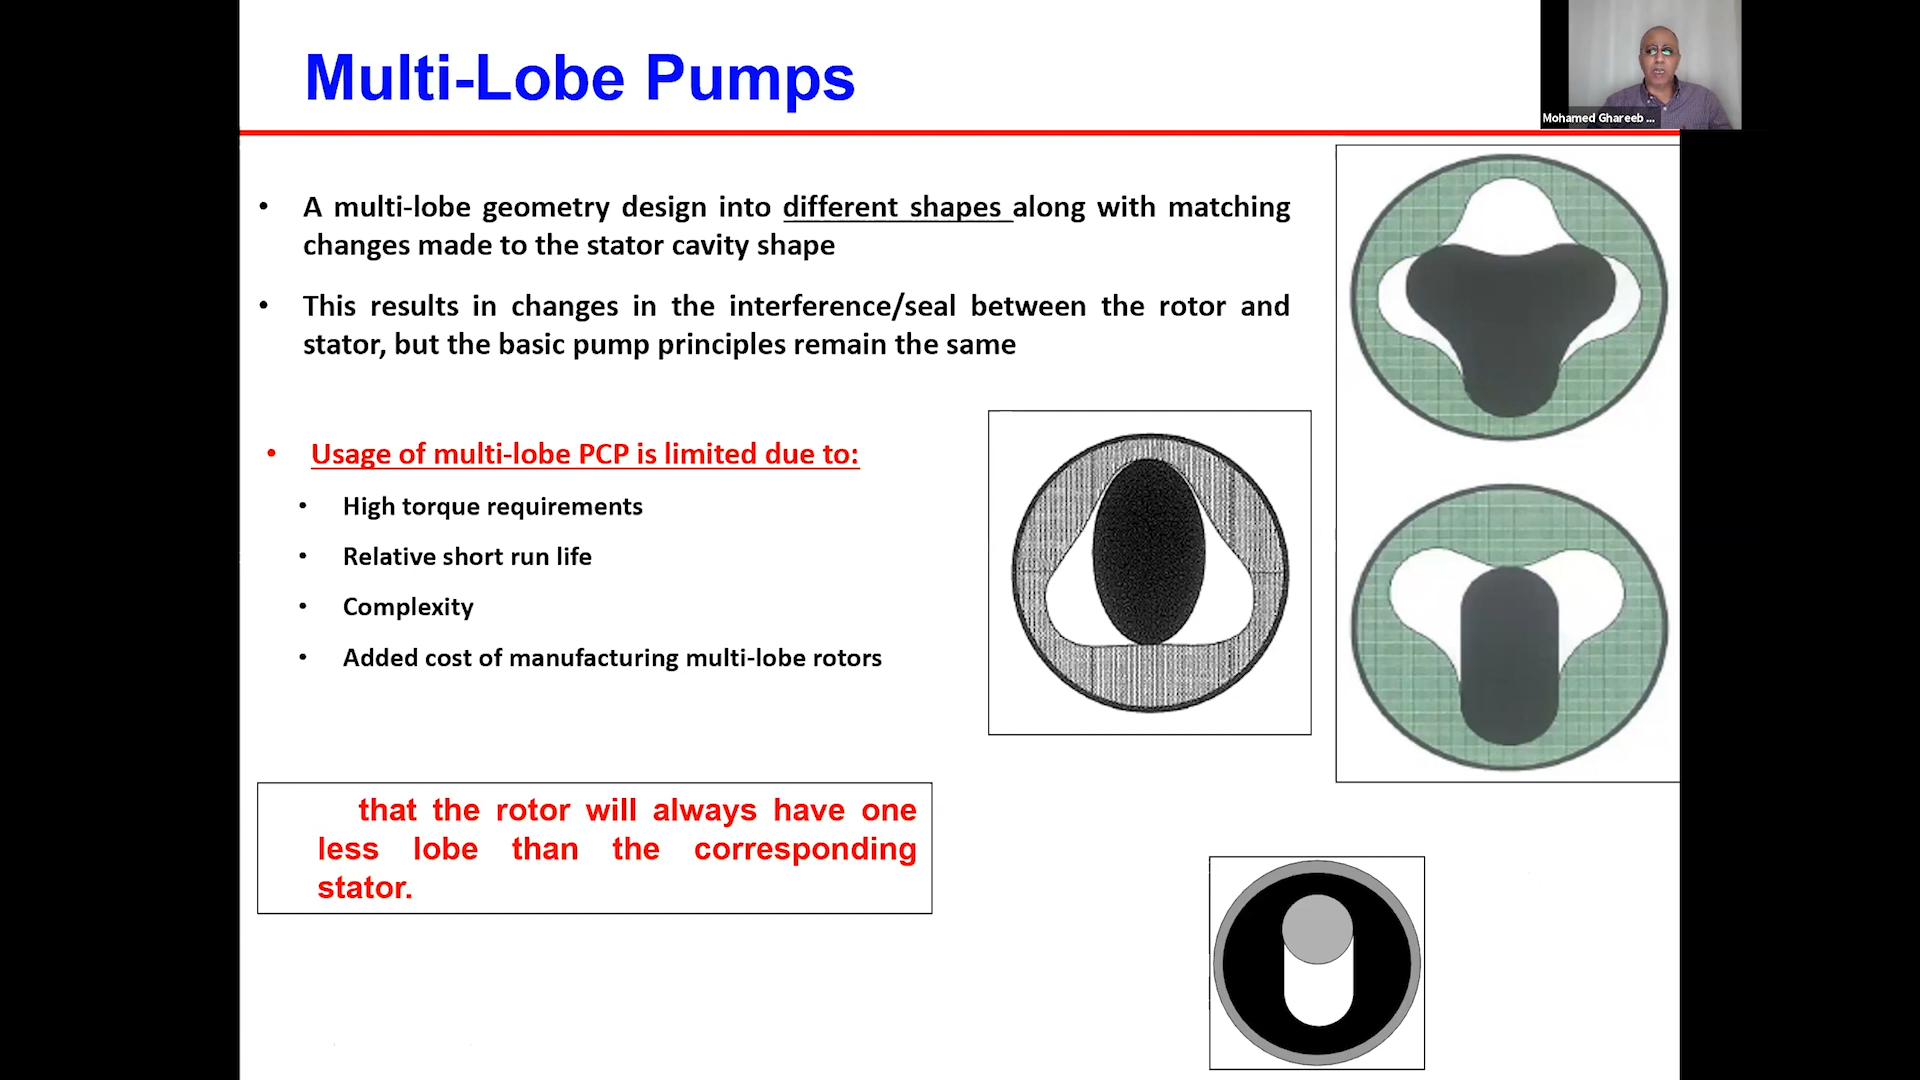 Multi-Lobe Pumps
Mohamed Ghareeb ...
• A multi-lobe geometry design into different shapes along with matching
changes made to the stator cavity shape
• This results in changes in the interference/seal between the rotor and
stator, but the basic pump principles remain the same
• Usage of multi-lobe PCP is limited due to:
• High torque requirements
• Relative short run life
• Complexity
• Added cost of manufacturing multi-lobe rotors
that the rotor will always have one
less lobe than the corresponding
stator.